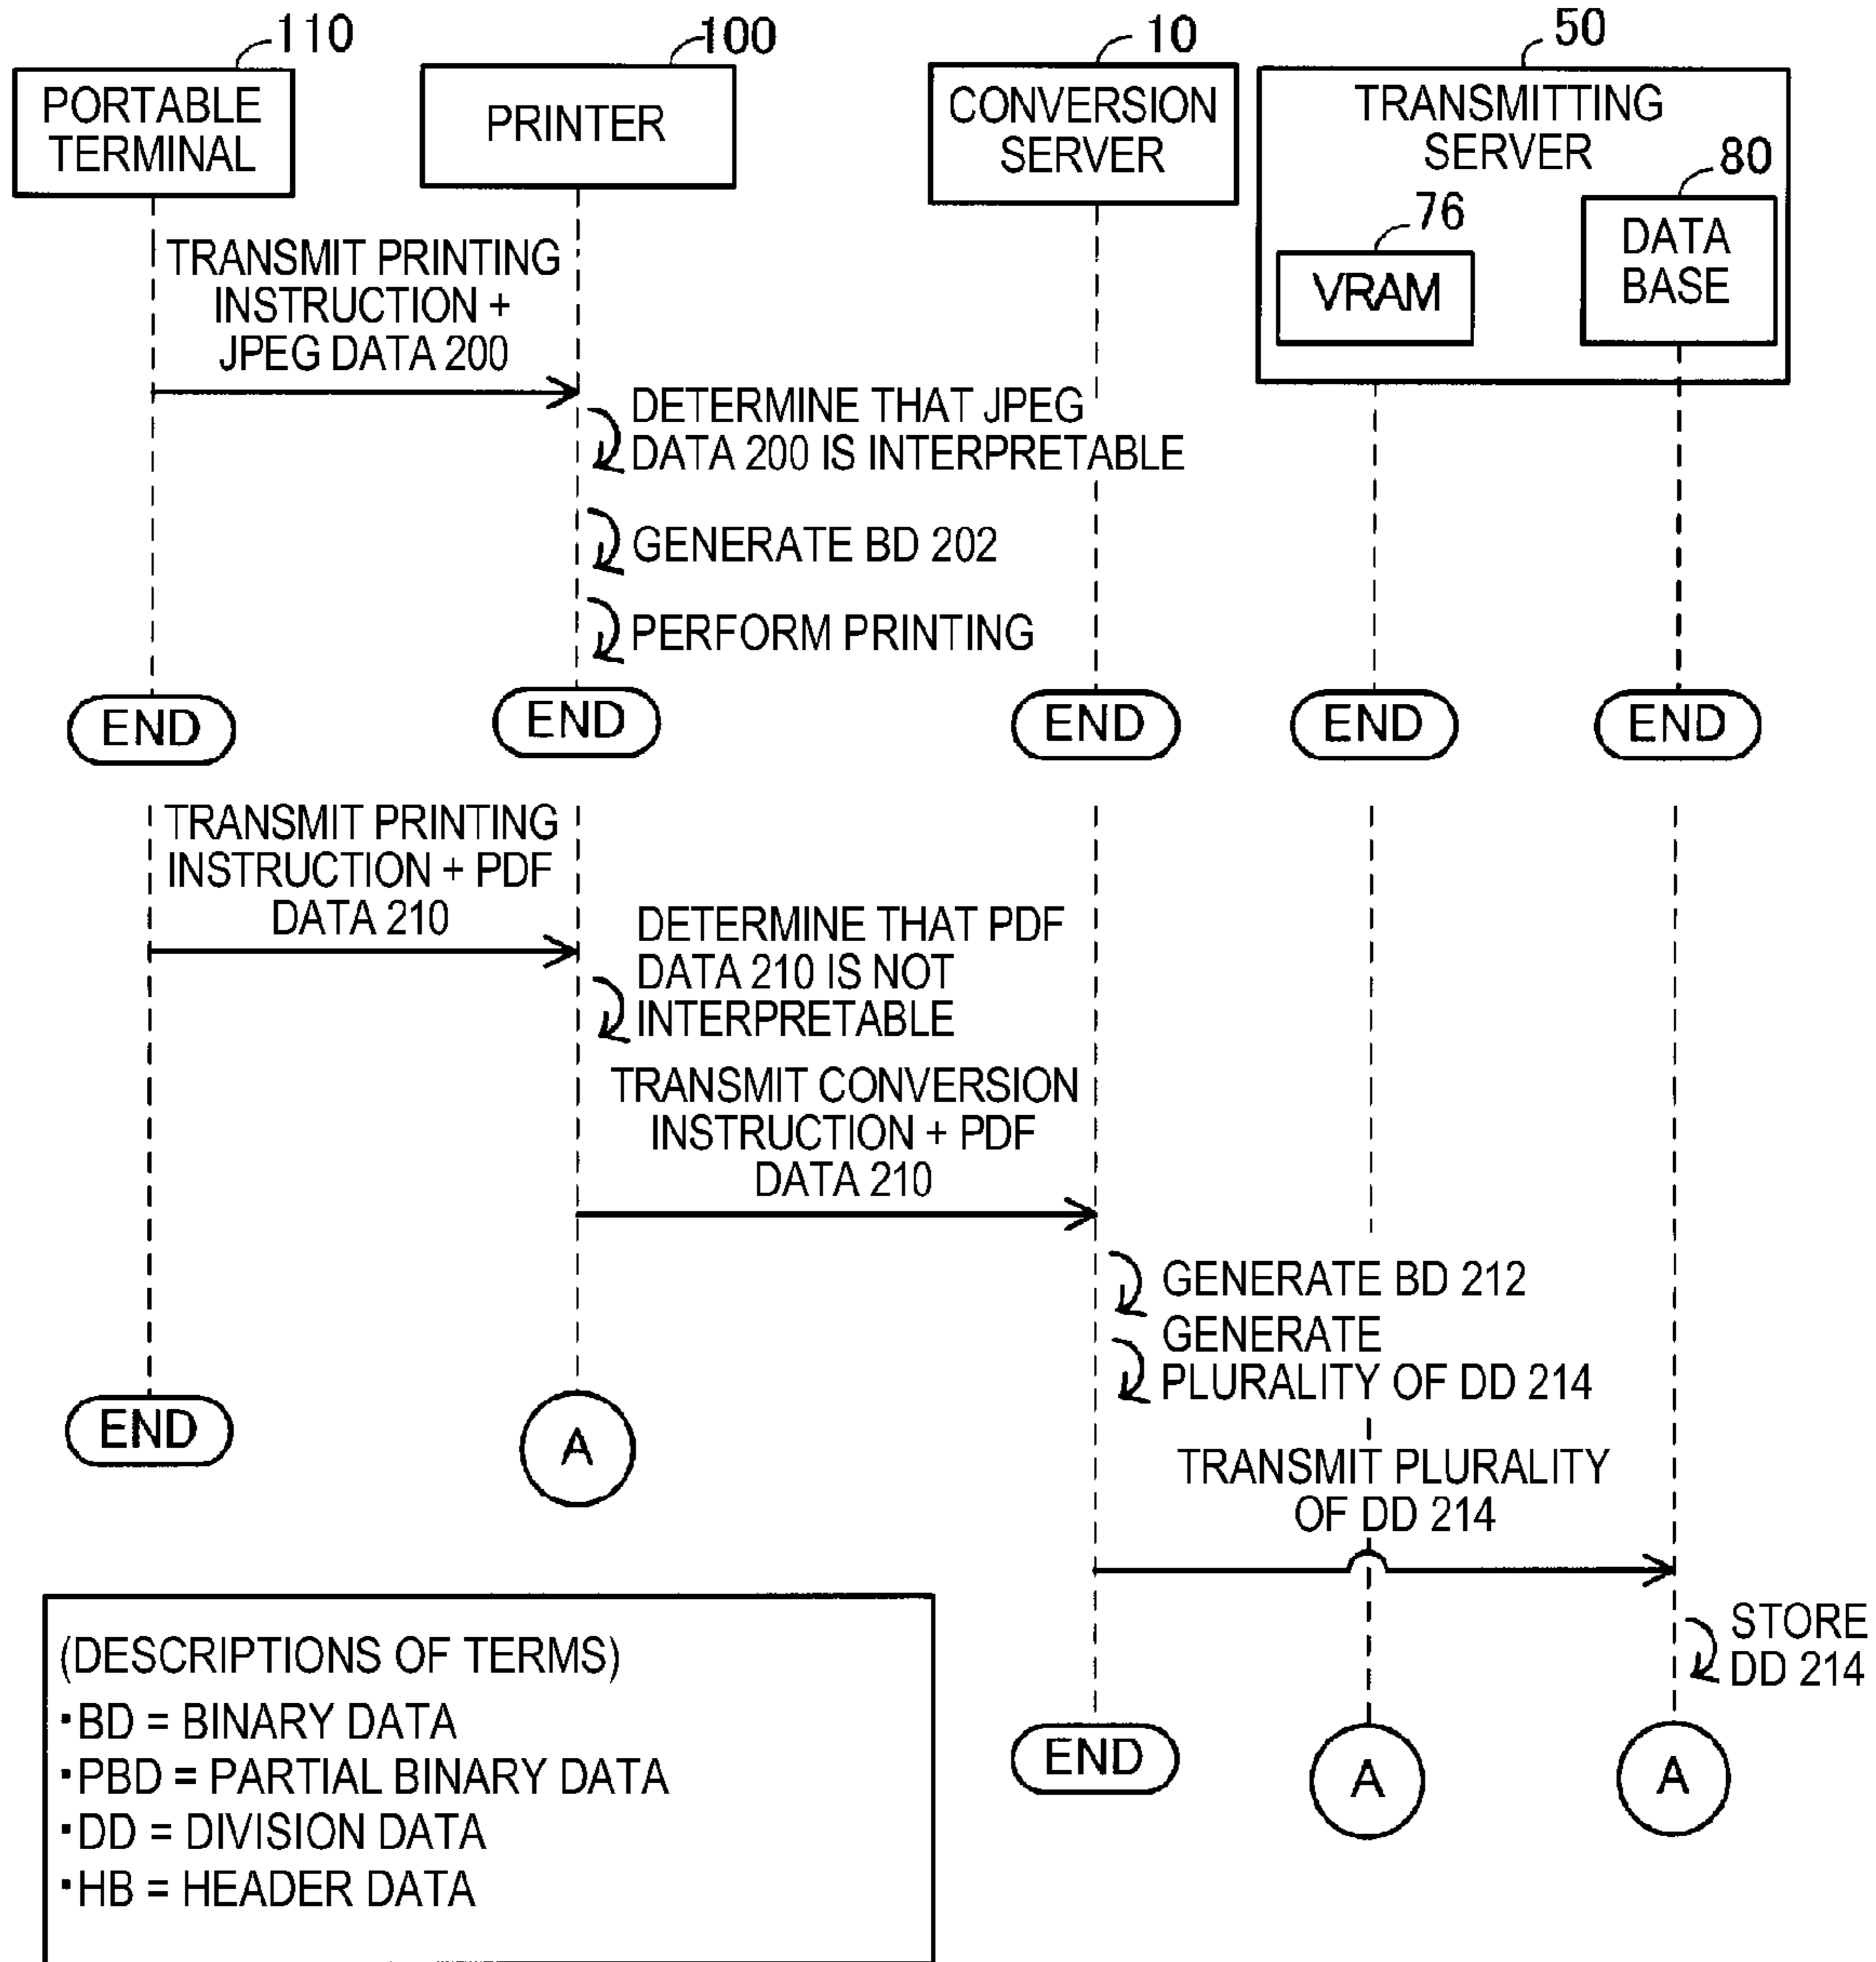 110
100
10
50
PORTABLE
TERMINAL
PRINTER
CONVERSION
SERVER
TRANSMITTING
SERVER
76
80
VRAM
DATA
BASE
TRANSMIT PRINTING
INSTRUCTION +
JPEG DATA 200
DETERMINE THAT JPEG
DATA 200 IS INTERPRETABLE
GENERATE BD 202
PERFORM PRINTING
END
END
END
END
END
TRANSMIT PRINTING
INSTRUCTION + PDF
DATA 210
DETERMINE THAT PDF
DATA 210 IS NOT
INTERPRETABLE
TRANSMIT CONVERSION
INSTRUCTION + PDF
DATA 210
GENERATE BD 212
GENERATE
PLURALITY OF DD 214
END
A
TRANSMIT PLURALITY
OF DD 214
STORE
DD 214
END
A
A
(DESCRIPTIONS OF TERMS)
・BD = BINARY DATA
・PBD = PARTIAL BINARY DATA
・DD = DIVISION DATA
・HB = HEADER DATA